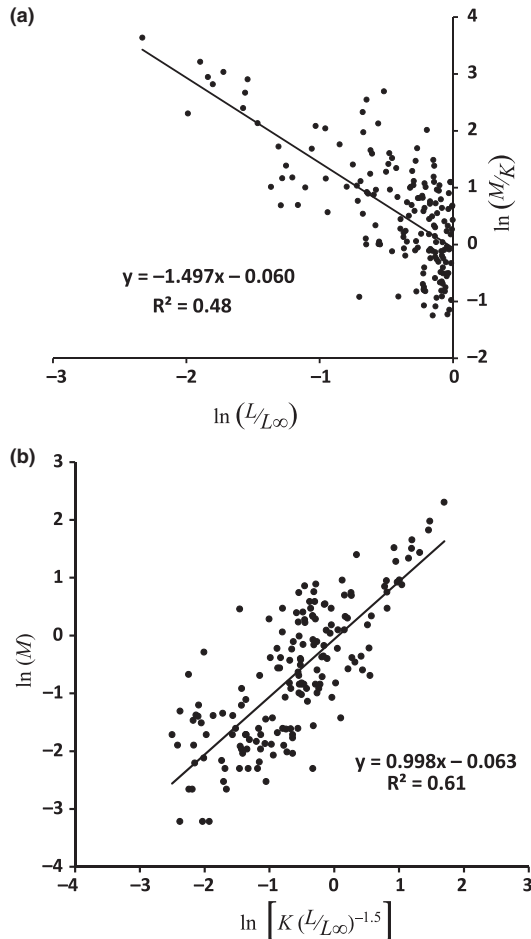 (a)
4
3
2
1
0
−1
−2
ln (M/K)
y = −1.497x − 0.060
R² = 0.48
−3 −2 −1 0
ln (L/L∞)
(b)
3
2
1
0
−1
−2
−3
−4
ln (M)
y = 0.998x − 0.063
R² = 0.61
−4 −3 −2 −1 0 1 2 3
ln [K (L/L∞)−1.5]